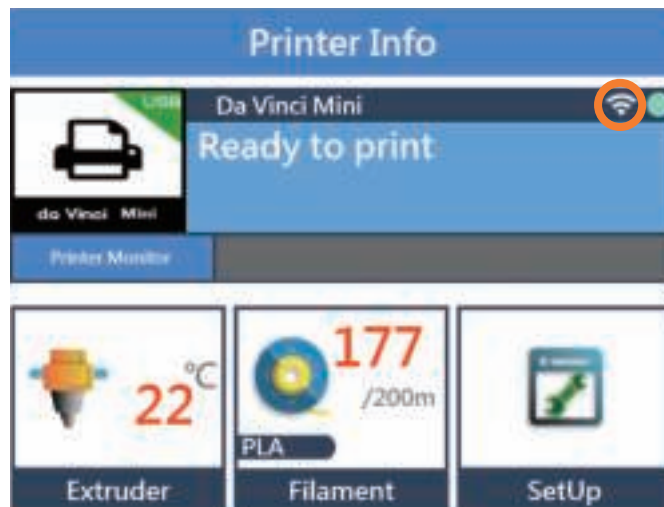 Printer Info
USB
Da Vinci Mini
Ready to print
da Vinci Mini
Printer Monitor
22 °C
177
/200m
PLA
Extruder
Filament
SetUp